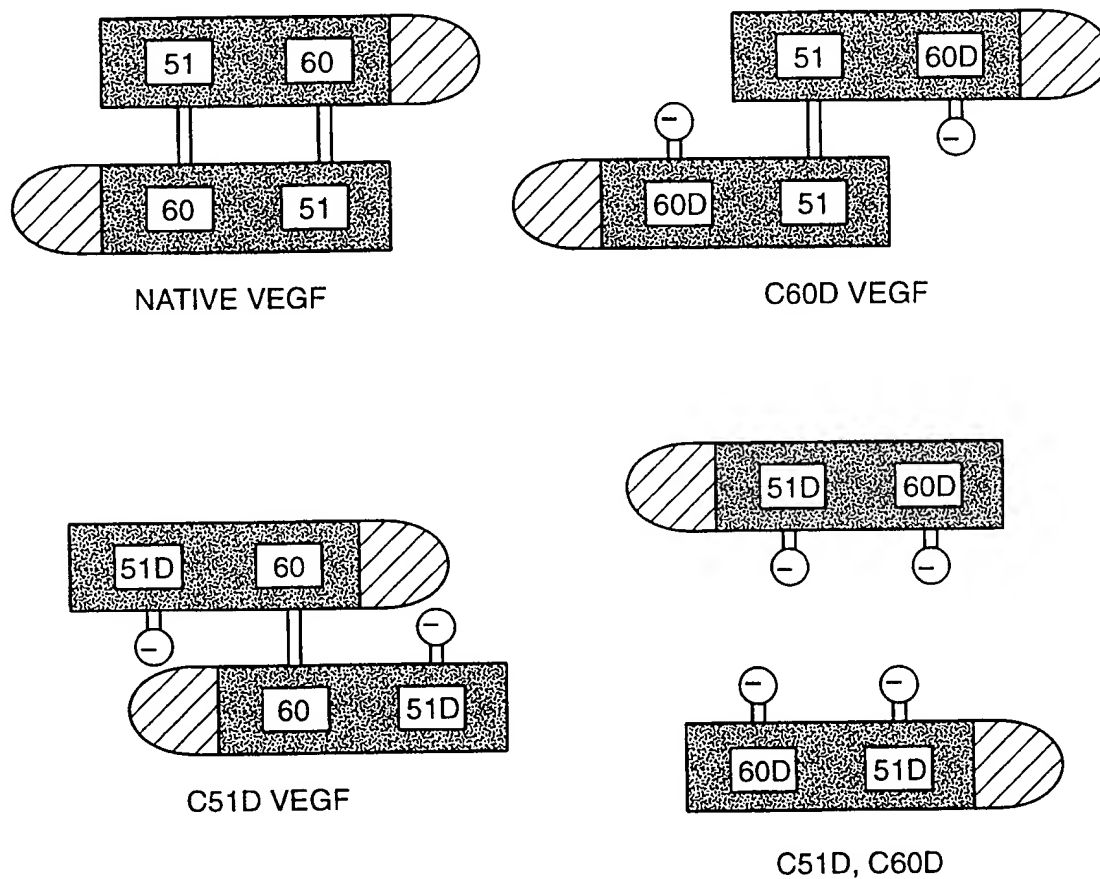 51 60
60 51
NATIVE VEGF
51 60D
−
−
60D 51
C60D VEGF
51D 60
−
−
60 51D
C51D VEGF
51D 60D
− −
− −
60D 51D
C51D, C60D